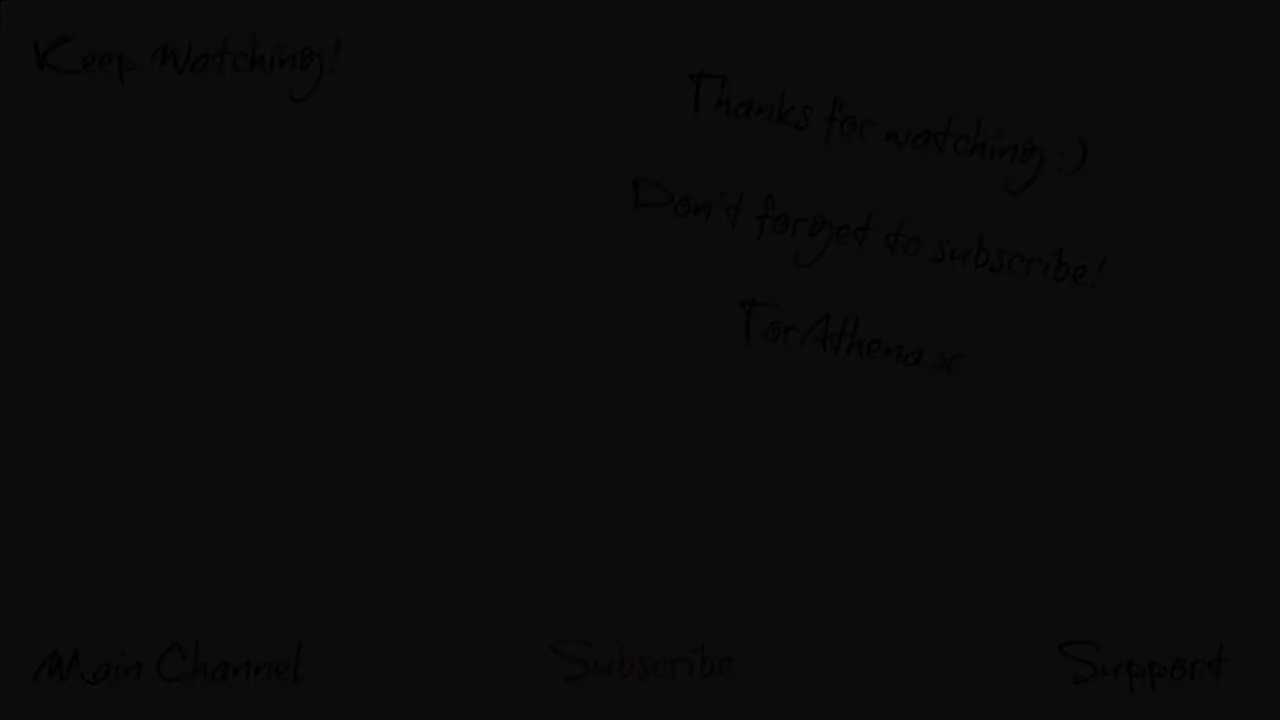 Keep Watching!
Thanks for watching :)
Don't forget to subscribe!
TorAthena x
Main Channel
Subscribe
Support